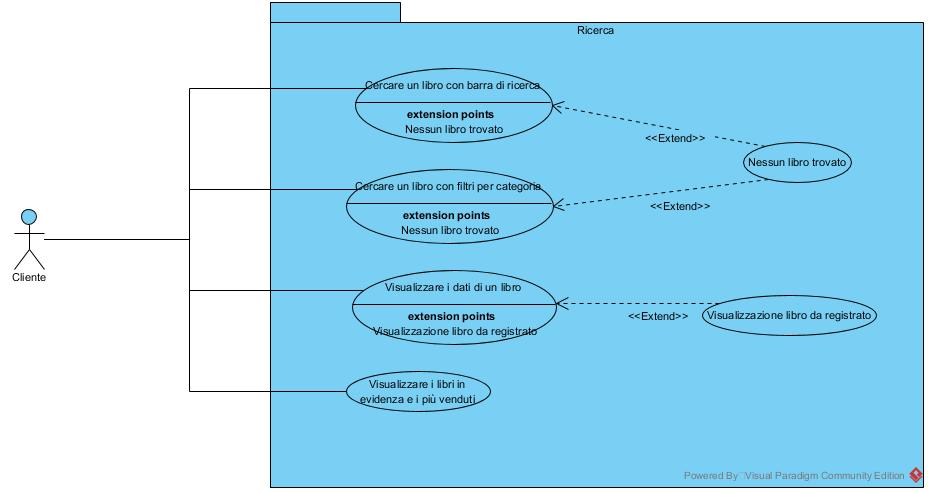 Ricerca
Cercare un libro con barra di ricerca
extension points
Nessun libro trovato
<<Extend>>
Nessun libro trovato
Cercare un libro con filtri per categoria
extension points
Nessun libro trovato
<<Extend>>
Cliente
Visualizzare i dati di un libro
extension points
Visualizzazione libro da registrato
<<Extend>>
Visualizzazione libro da registrato
Visualizzare i libri in
evidenza e i più venduti
Powered By Visual Paradigm Community Edition